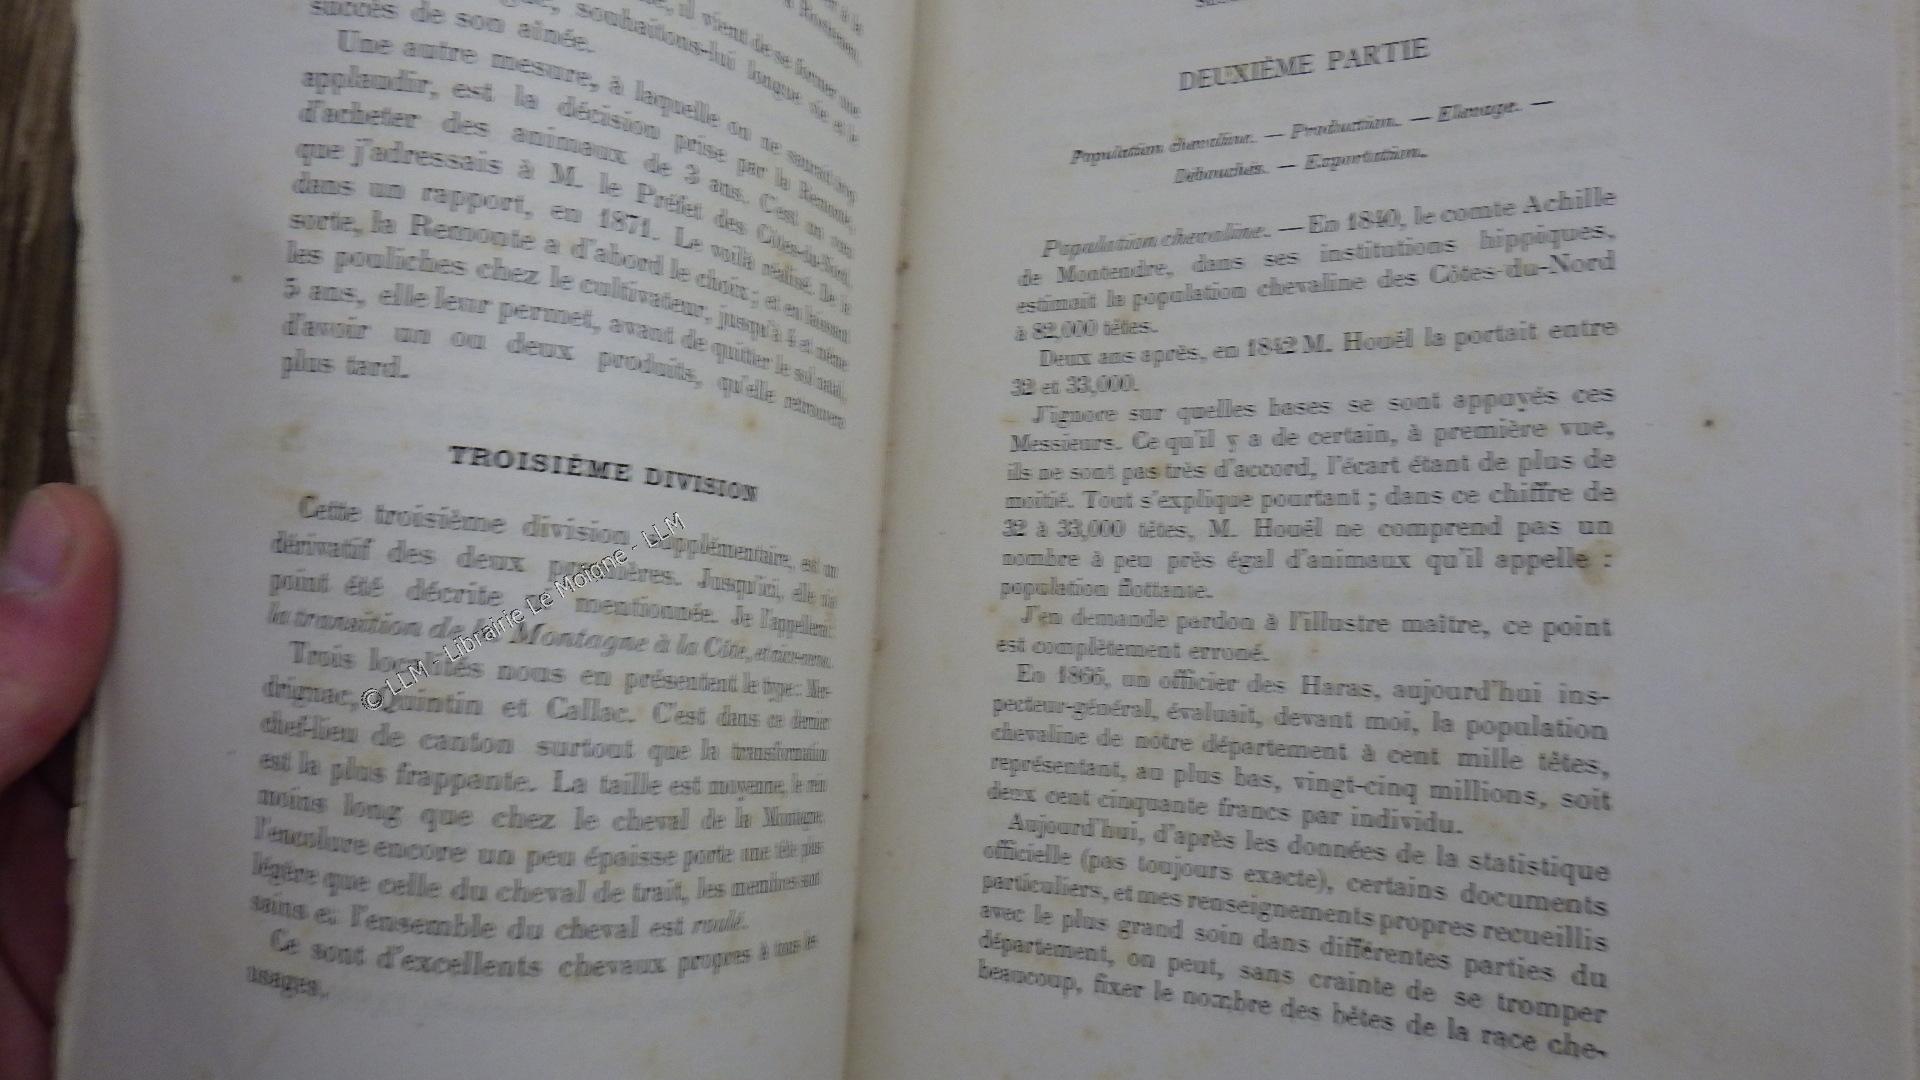 il vient de se former une
souhaitons-lui longue vie et le
succès de son aînée.
Une autre mesure, à laquelle on ne saurait trop
applaudir, est la décision prise par la Remonte,
d'acheter des animaux de 3 ans. C'est un vœu
que j'adressais à M. le Préfet des Côtes-du-Nord,
dans un rapport, en 1871. Le voilà réalisé. De la
sorte, la Remonte a d'abord le choix ; et en laissant
les pouliches chez le cultivateur, jusqu'à 4 et même
5 ans, elle leur permet, avant de quitter le sol natal,
d'avoir un ou deux produits, qu'elle retrouvera
plus tard.
TROISIÈME DIVISION
Cette troisième division supplémentaire, est un
dérivatif des deux premières. Jusqu'ici, elle n'a
point été décrite ni mentionnée. Je l'appellerai:
la transition de la Montagne à la Côte, et vice-versa.
Trois localités nous en présentent le type : Mer-
drignac, Quintin et Callac. C'est dans ce dernier
chef-lieu de canton surtout que la transformation
est la plus frappante. La taille est moyenne, le rein
moins long que chez le cheval de la Montagne,
l'encolure encore un peu épaisse porte une tête plus
légère que celle du cheval de trait, les membres sont
sains et l'ensemble du cheval est roulé.
Ce sont d'excellents chevaux propres à tous les
usages.
© LLM - Librairie Le Moigne - LLM
DEUXIÈME PARTIE
Population chevaline. — Production. — Elevage. —
Débouchés. — Exportation.
Population chevaline. — En 1840, le comte Achille
de Montendre, dans ses institutions hippiques,
estimait la population chevaline des Côtes-du-Nord
à 82,000 têtes.
Deux ans après, en 1842 M. Houël la portait entre
32 et 33,000.
J'ignore sur quelles bases se sont appuyés ces
Messieurs. Ce qu'il y a de certain, à première vue,
ils ne sont pas très d'accord, l'écart étant de plus de
moitié. Tout s'explique pourtant ; dans ce chiffre de
32 à 33,000 têtes, M. Houël ne comprend pas un
nombre à peu près égal d'animaux qu'il appelle :
population flottante.
J'en demande pardon à l'illustre maître, ce point
est complètement erroné.
En 1866, un officier des Haras, aujourd'hui ins-
pecteur-général, évaluait, devant moi, la population
chevaline de notre département à cent mille têtes,
représentant, au plus bas, vingt-cinq millions, soit
deux cent cinquante francs par individu.
Aujourd'hui, d'après les données de la statistique
officielle (pas toujours exacte), certains documents
particuliers, et mes renseignements propres recueillis
avec le plus grand soin dans différentes parties du
département, on peut, sans crainte de se tromper
beaucoup, fixer le nombre des bêtes de la race che-